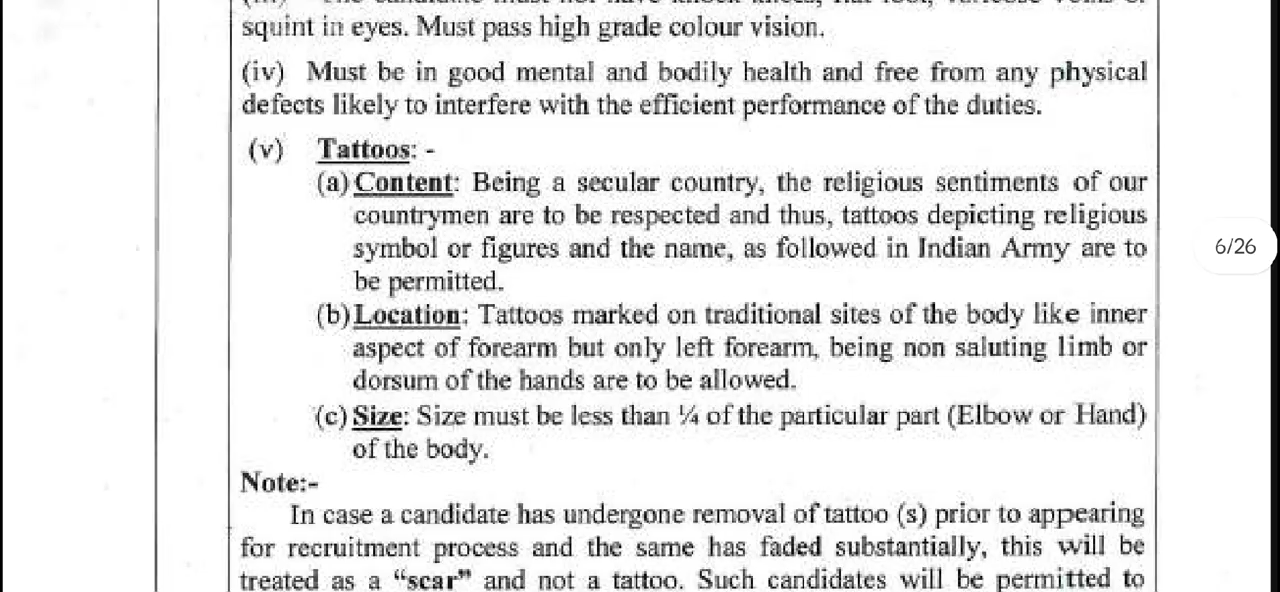 squint in eyes. Must pass high grade colour vision.
(iv) Must be in good mental and bodily health and free from any physical
defects likely to interfere with the efficient performance of the duties.
(v) Tattoos: -
(a) Content: Being a secular country, the religious sentiments of our
countrymen are to be respected and thus, tattoos depicting religious
symbol or figures and the name, as followed in Indian Army are to
be permitted.
(b) Location: Tattoos marked on traditional sites of the body like inner
aspect of forearm but only left forearm, being non saluting limb or
dorsum of the hands are to be allowed.
(c) Size: Size must be less than ¼ of the particular part (Elbow or Hand)
of the body.
Note:-
In case a candidate has undergone removal of tattoo (s) prior to appearing
for recruitment process and the same has faded substantially, this will be
treated as a “scar” and not a tattoo. Such candidates will be permitted to
6/26